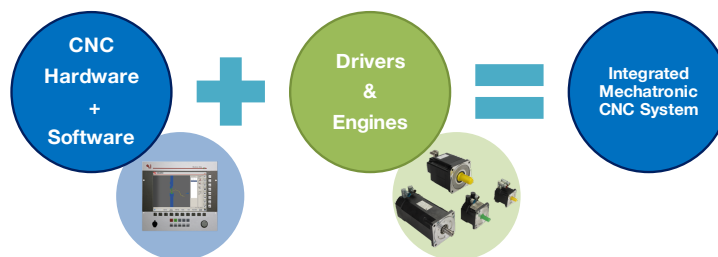 CNC
Hardware
+
Software
Drivers
&
Engines
Integrated
Mechatronic
CNC System